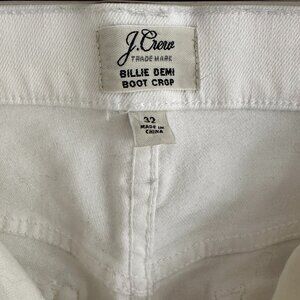 J.Crew
TRADE MARK
BILLIE DEMI
BOOT CROP
32
MADE IN
CHINA